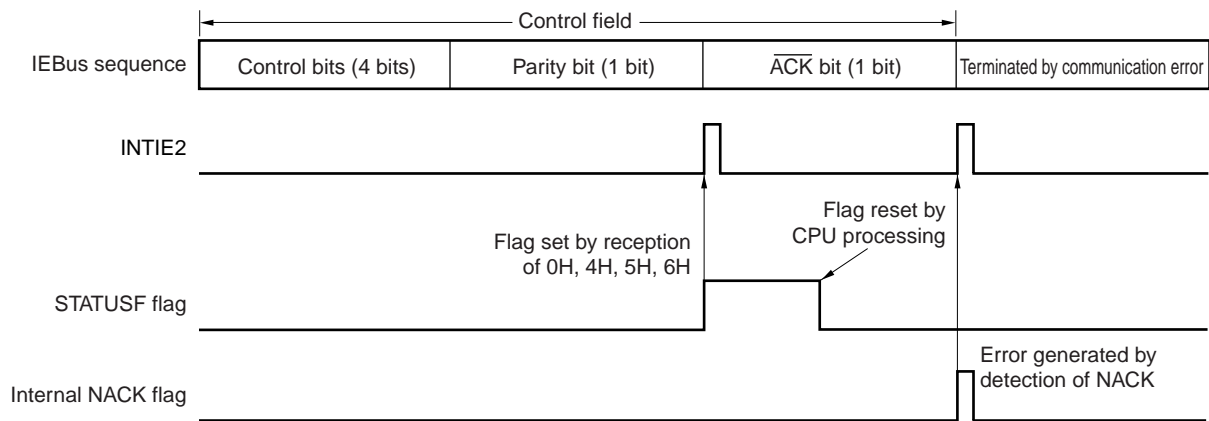 Control field
IEBus sequence
Control bits (4 bits)
Parity bit (1 bit)
ACK bit (1 bit)
Terminated by communication error
INTIE2
Flag reset by
CPU processing
Flag set by reception
of 0H, 4H, 5H, 6H
STATUSF flag
Error generated by
detection of NACK
Internal NACK flag